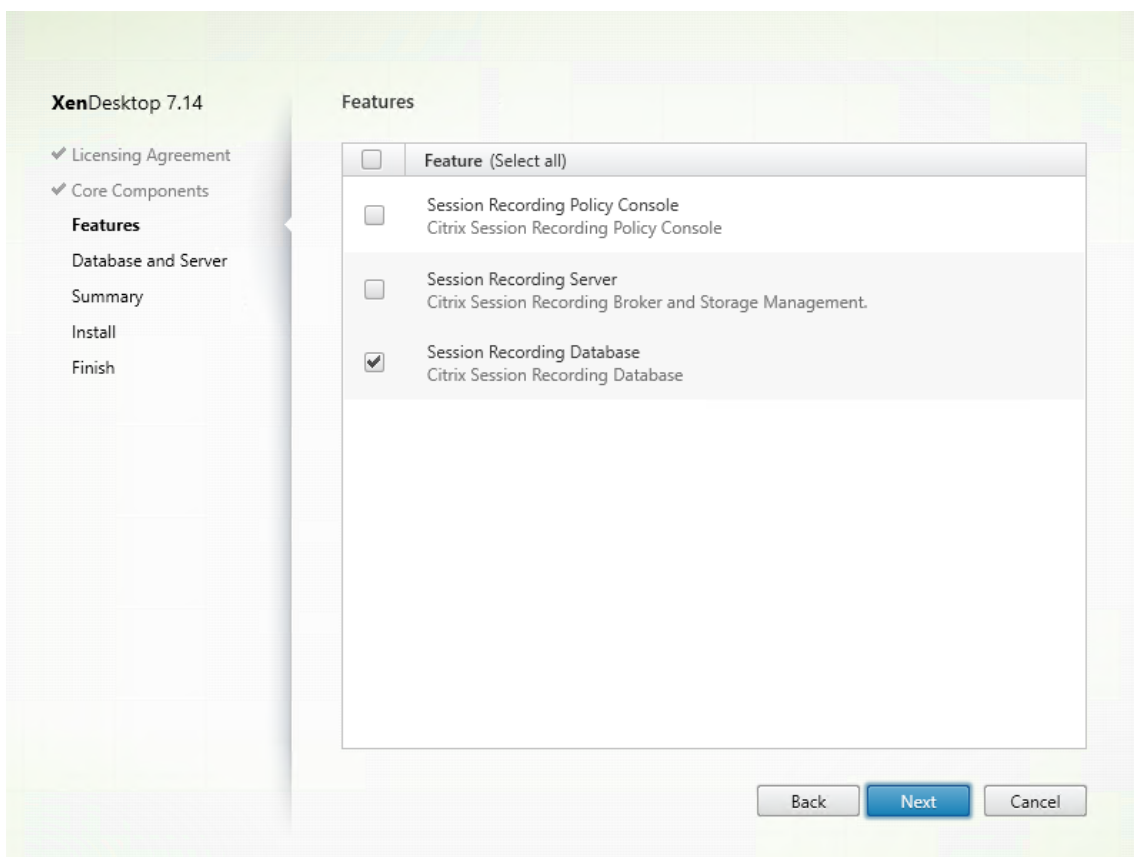 XenDesktop 7.14
Licensing Agreement
Core Components
Features
Database and Server
Summary
Install
Finish
Features
Feature (Select all)
Session Recording Policy Console
Citrix Session Recording Policy Console
Session Recording Server
Citrix Session Recording Broker and Storage Management.
Session Recording Database
Citrix Session Recording Database
Back Next Cancel